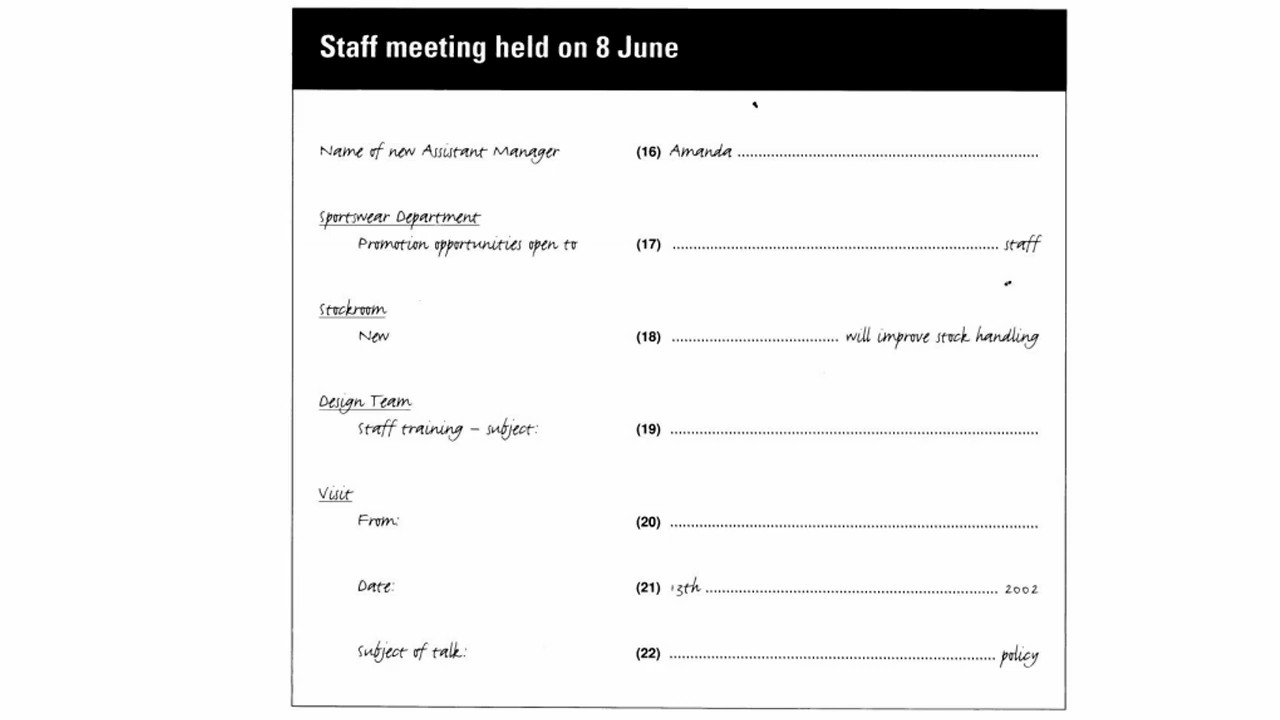 Staff meeting held on 8 June
Name of new Assistant Manager (16) Amanda ........................................
Sportswear Department
Promotion opportunities open to (17) ........................................ staff
Stockroom
New (18) ........................................ will improve stock handling
Design Team
Staff training – subject: (19) ........................................
Visit
From: (20) ........................................
Date: (21) 13th ........................................ 2002
Subject of talk: (22) ........................................ policy